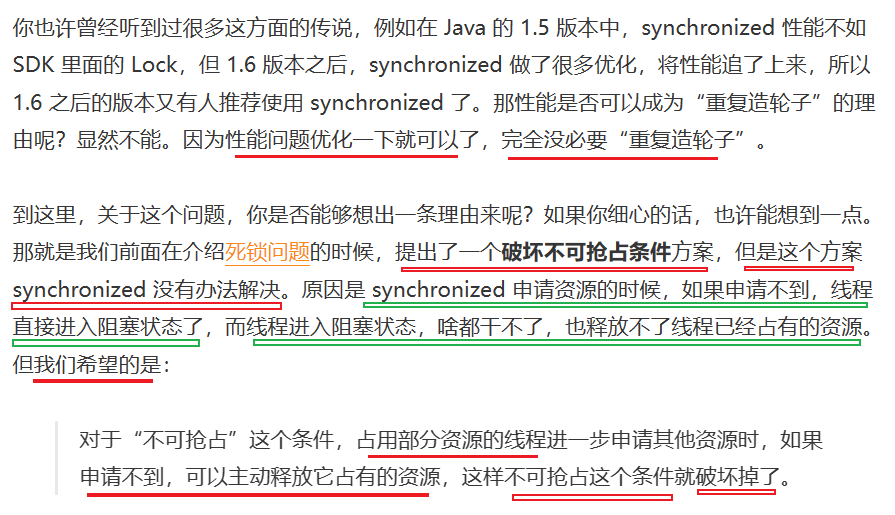 你也许曾经听到过很多这方面的传说，例如在 Java 的 1.5 版本中，synchronized 性能不如
SDK 里面的 Lock，但 1.6 版本之后，synchronized 做了很多优化，将性能追了上来，所以
1.6 之后的版本又有人推荐使用 synchronized 了。那性能是否可以成为“重复造轮子”的理
由呢？显然不能。因为性能问题优化一下就可以了，完全没必要“重复造轮子”。
到这里，关于这个问题，你是否能够想出一条理由来呢？如果你细心的话，也许能想到一点。
那就是我们前面在介绍死锁问题的时候，提出了一个破坏不可抢占条件方案，但是这个方案
synchronized 没有办法解决。原因是 synchronized 申请资源的时候，如果申请不到，线程
直接进入阻塞状态了，而线程进入阻塞状态，啥都干不了，也释放不了线程已经占有的资源。
但我们希望的是：
对于“不可抢占”这个条件，占用部分资源的线程进一步申请其他资源时，如果
申请不到，可以主动释放它占有的资源，这样不可抢占这个条件就破坏掉了。